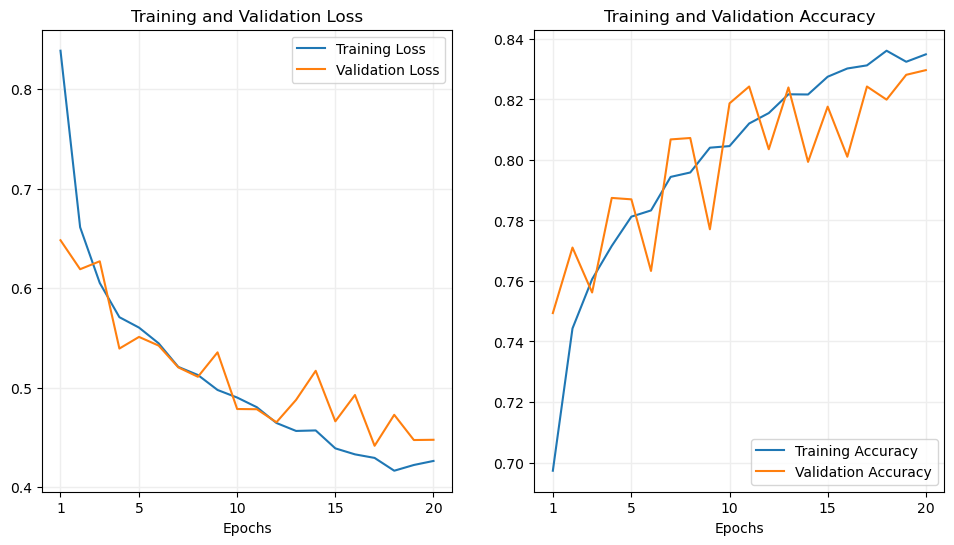 Training and Validation Loss
Training Loss
Validation Loss
0.8
0.7
0.6
0.5
0.4
1
5
10
15
20
Epochs
Training and Validation Accuracy
0.84
0.82
0.80
0.78
0.76
0.74
0.72
0.70
Training Accuracy
Validation Accuracy
1
5
10
15
20
Epochs